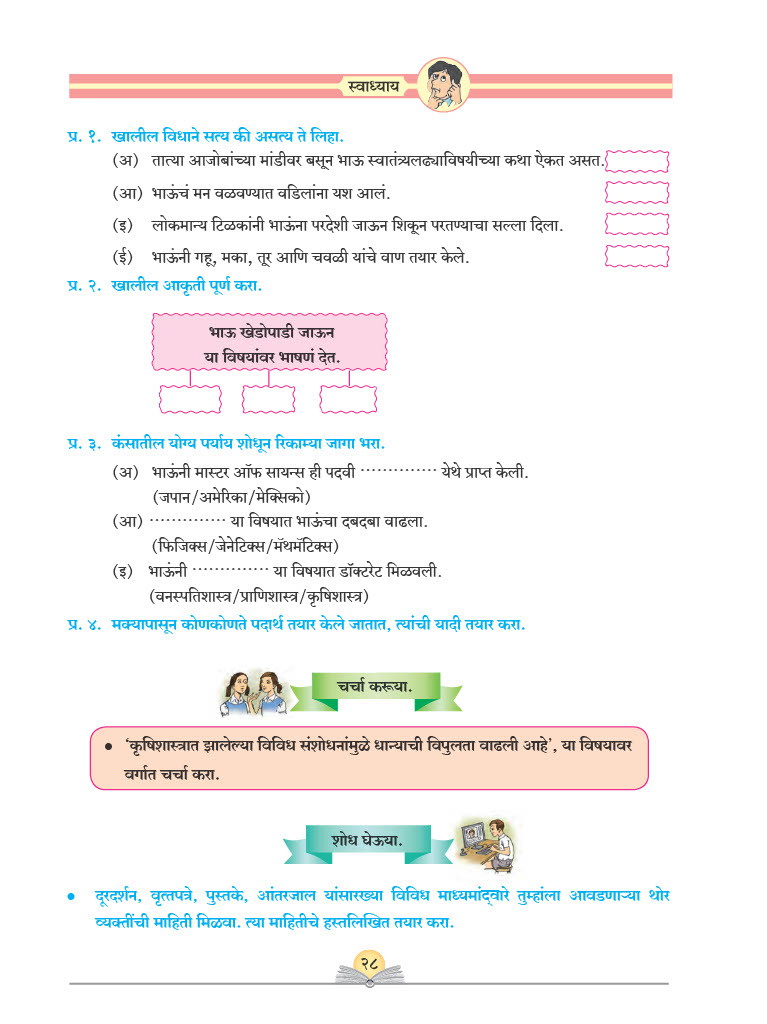 स्वाध्याय
प्र. १. खालील विधाने सत्य की असत्य ते लिहा.
(अ) तात्या आजोबांच्या मांडीवर बसून भाऊ स्वातंत्र्यलढ्याविषयीच्या कथा ऐकत असत.
(आ) भाऊंचं मन वळवण्यात वडिलांना यश आलं.
(इ) लोकमान्य टिळकांनी भाऊंना परदेशी जाऊन शिकून परतण्याचा सल्ला दिला.
(ई) भाऊंनी गहू, मका, तूर आणि चवळी यांचे वाण तयार केले.
प्र. २. खालील आकृती पूर्ण करा.
भाऊ खेडोपाडी जाऊन
या विषयांवर भाषणं देत.
प्र. ३. कंसातील योग्य पर्याय शोधून रिकाम्या जागा भरा.
(अ) भाऊंनी मास्टर ऑफ सायन्स ही पदवी .............. येथे प्राप्त केली.
(जपान/अमेरिका/मेक्सिको)
(आ) .............. या विषयात भाऊंचा दबदबा वाढला.
(फिजिक्स/जेनेटिक्स/मॅथमॅटिक्स)
(इ) भाऊंनी .............. या विषयात डॉक्टरेट मिळवली.
(वनस्पतिशास्त्र/प्राणिशास्त्र/कृषिशास्त्र)
प्र. ४. मक्यापासून कोणकोणते पदार्थ तयार केले जातात, त्यांची यादी तयार करा.
चर्चा करूया.
• ‘कृषिशास्त्रात झालेल्या विविध संशोधनांमुळे धान्याची विपुलता वाढली आहे’, या विषयावर
वर्गात चर्चा करा.
शोध घेऊया.
• दूरदर्शन, वृत्तपत्रे, पुस्तके, आंतरजाल यांसारख्या विविध माध्यमांद्वारे तुम्हांला आवडणाऱ्या थोर
व्यक्तींची माहिती मिळवा. त्या माहितीचे हस्तलिखित तयार करा.
२८